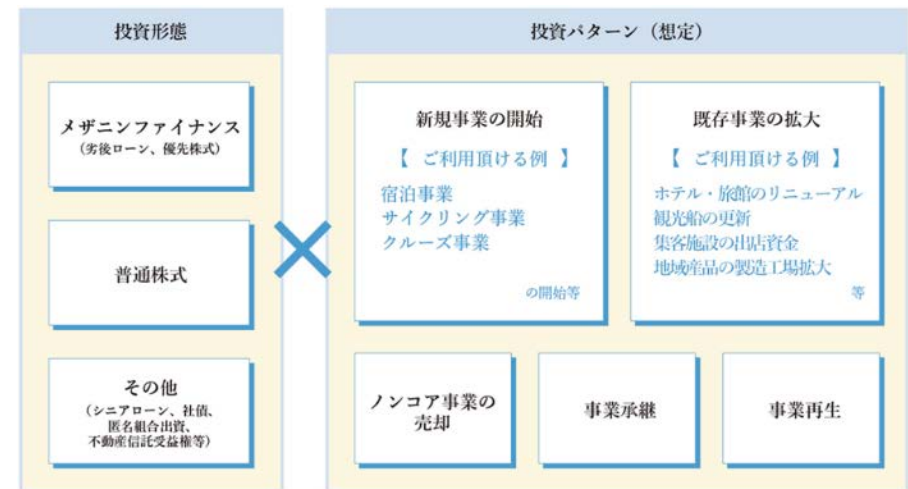 投資形態
メザニンファイナンス
(劣後ローン、優先株式)
普通株式
その他
(シニアローン、社債、
匿名組合出資、
不動産信託受益権等)
投資パターン（想定）
新規事業の開始
【 ご利用頂ける例 】
宿泊事業
サイクリング事業
クルーズ事業
の開始等
既存事業の拡大
【 ご利用頂ける例 】
ホテル・旅館のリニューアル
観光船の更新
集客施設の出店資金
地域産品の製造工場拡大
等
ノンコア事業の
売却
事業承継
事業再生